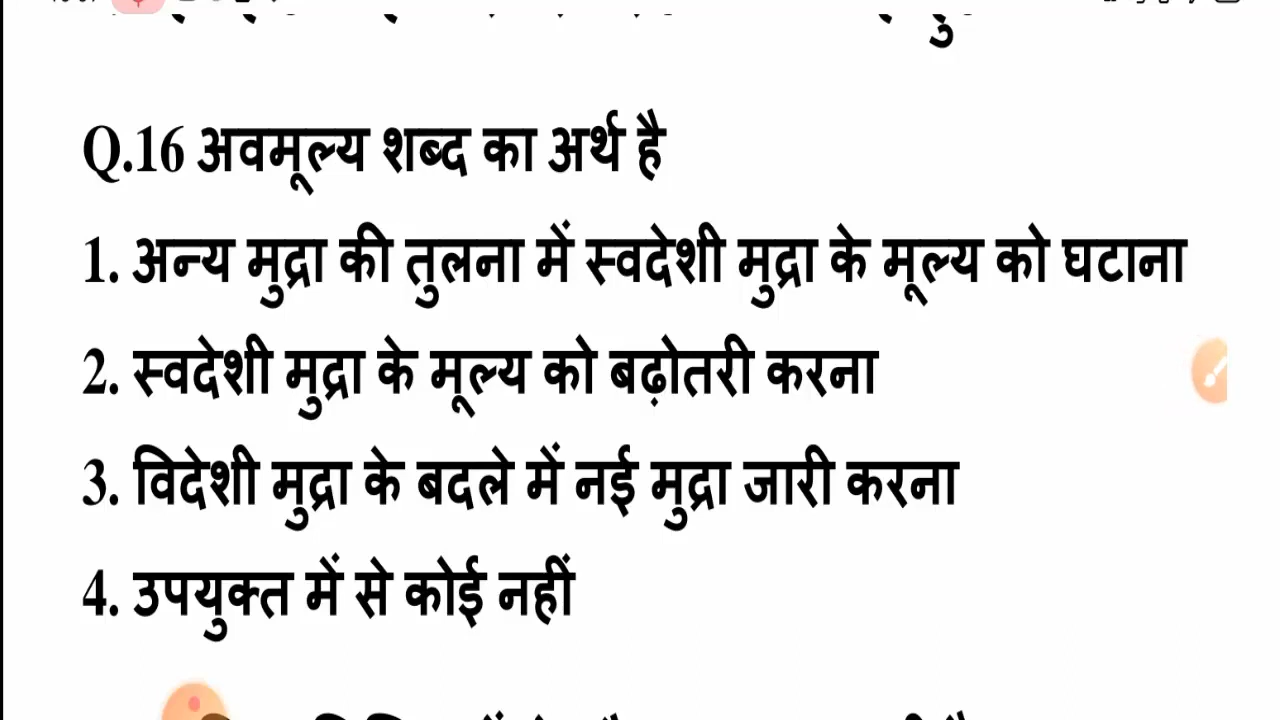 Q.16 अवमूल्य शब्द का अर्थ है
1. अन्य मुद्रा की तुलना में स्वदेशी मुद्रा के मूल्य को घटाना
2. स्वदेशी मुद्रा के मूल्य को बढ़ोतरी करना
3. विदेशी मुद्रा के बदले में नई मुद्रा जारी करना
4. उपयुक्त में से कोई नहीं